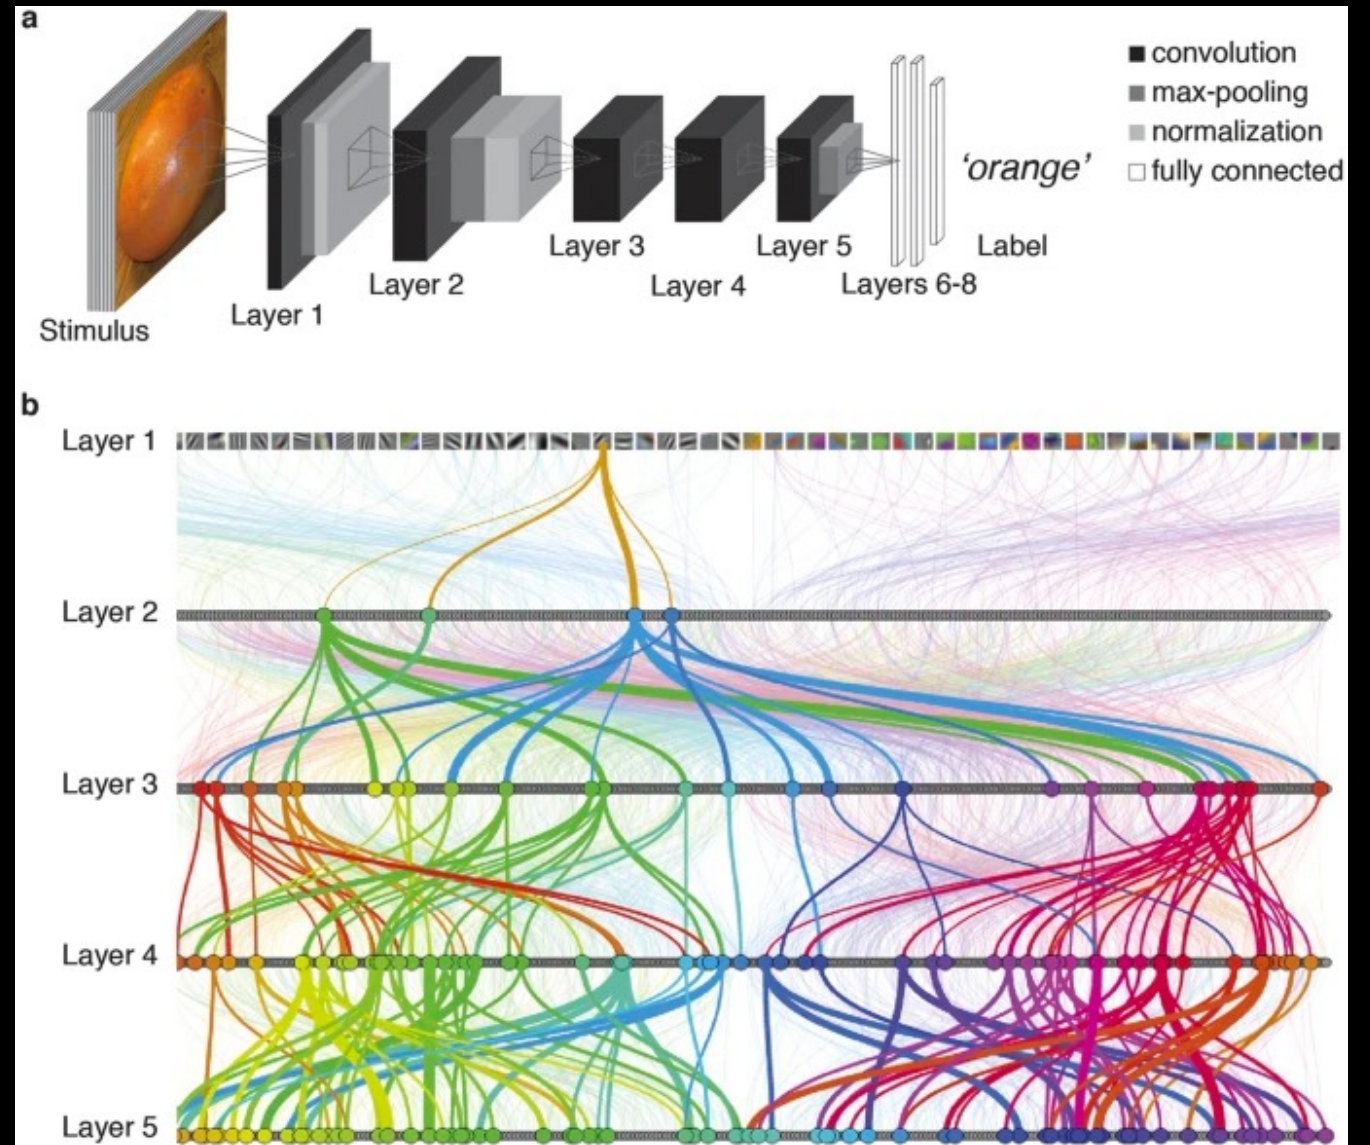 a
convolution
max-pooling
normalization
fully connected
'orange'
Stimulus
Layer 1
Layer 2
Layer 3
Layer 4
Layer 5
Layers 6-8
Label
b
Layer 1
Layer 2
Layer 3
Layer 4
Layer 5